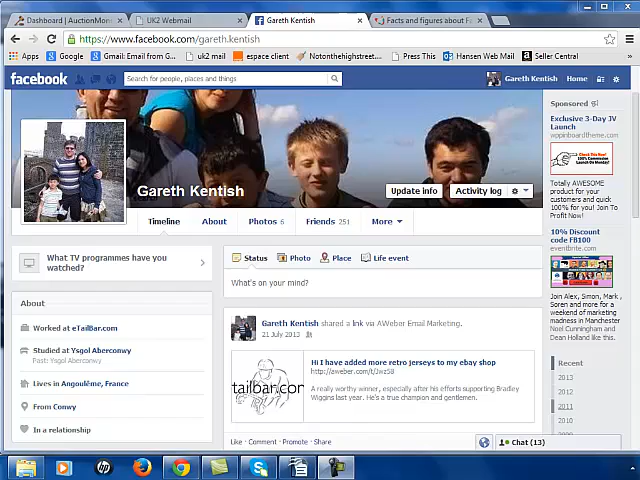 Dashboard | AuctionMon
UK2 Webmail
Gareth Kentish
Facts and figures about Fa
https://www.facebook.com/gareth.kentish
Apps
Google
Gmail: Email from G...
uk2 mail
espace client
Notonthehighstreet...
Press This
Hansen Web Mail
Seller Central
facebook
Search for people, places and things
Gareth Kentish
Home
Gareth Kentish
Update info
Activity log
Timeline
About
Photos 6
Friends 251
More
What TV programmes have you
watched?
About
Worked at eTailBar.com
Studied at Ysgol Aberconwy
Past: Ysgol Aberconwy
Lives in Angoulême, France
From Conwy
In a relationship
Status
Photo
Place
Life event
What's on your mind?
Gareth Kentish shared a link via AWeber Email Marketing.
21 July 2013
tailbar.com
Hi I have added more retro jerseys to my ebay shop
A really worthy winner, especially after his efforts supporting Bradley
Wiggins last year. He's a true champion and gentlemen.
Like · Comment · Promote · Share
Sponsored
Exclusive 3-Day JV
Launch
wppinboardtheme.com
Totally AWESOME
product for your
customers and quick
100% for you! Join To
Profit Now!
10% Discount
code FB100
eventbrite.com
Join Alex, Simon, Mark ,
Soren and more for a
weekend of marketing
madness in Manchester
Noel Cunningham and
Dean Holland like this.
Recent
2013
2012
2011
2010
Chat (13)